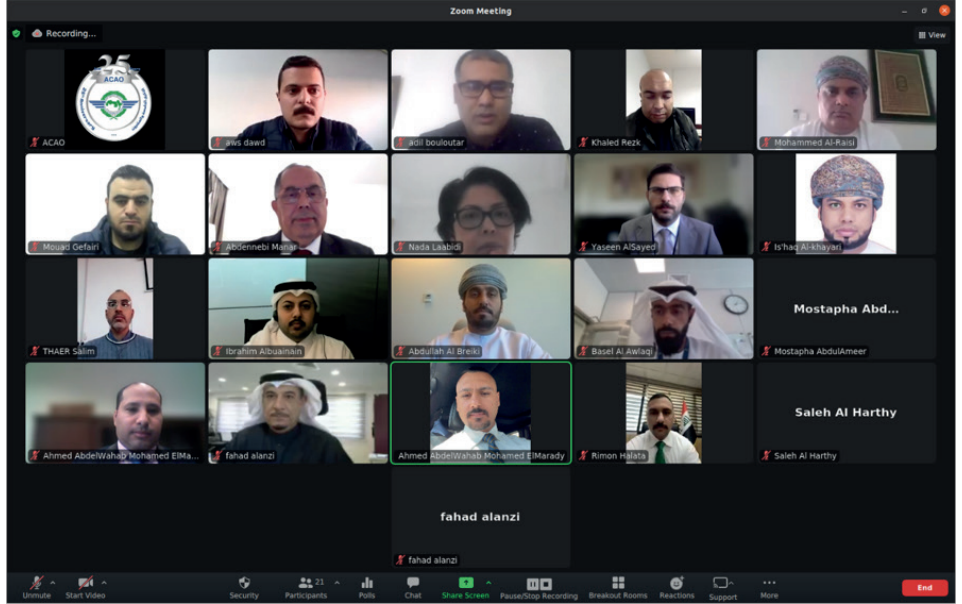 Zoom Meeting
Recording...
View
25
ACAO
ACAO
aws dawd
adil bouloutar
Khaled Rezk
Mohammed Al-Raisi
Mouad Gefairi
Abdennebi Manar
Nada Laabidi
Yaseen AlSayed
Is'haq Al-khayari
THAER Salim
Ibrahim Albuainain
Abdullah Al Breiki
Basel Al Awlaqi
Mostapha Abd...
Mostapha AbdulAmeer
Ahmed AbdelWahab Mohamed ElMa...
fahad alanzi
Ahmed AbdelWahab Mohamed ElMarady
Rimon Halata
Saleh Al Harthy
Saleh Al Harthy
fahad alanzi
fahad alanzi
Unmute
Start Video
Security
21
Participants
Polls
Chat
Share Screen
Pause/Stop Recording
Breakout Rooms
Reactions
Support
More
End